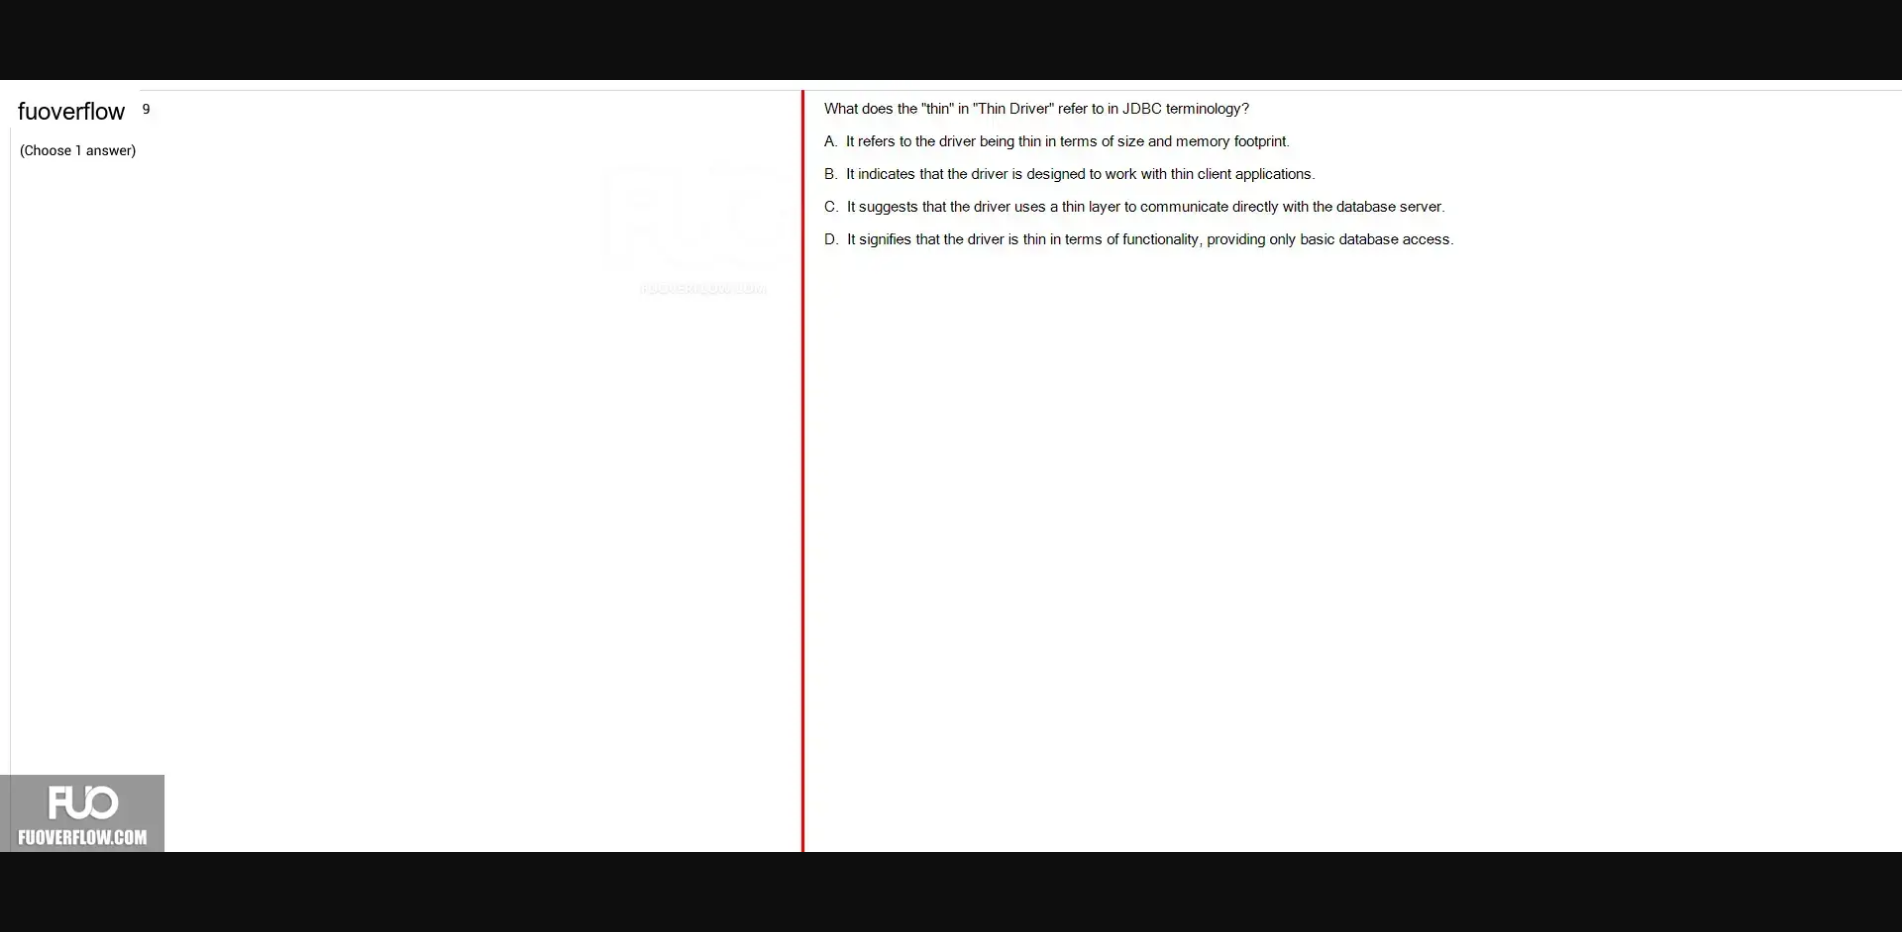 fuoverflow 9
(Choose 1 answer)
What does the "thin" in "Thin Driver" refer to in JDBC terminology?
A. It refers to the driver being thin in terms of size and memory footprint.
B. It indicates that the driver is designed to work with thin client applications.
C. It suggests that the driver uses a thin layer to communicate directly with the database server.
D. It signifies that the driver is thin in terms of functionality, providing only basic database access.
FUO
FUOVERFLOW.COM
FUO
FUOVERFLOW.COM